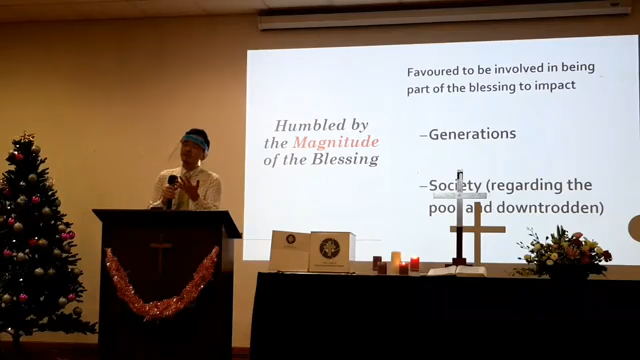 Favoured to be involved in being
part of the blessing to impact
Humbled by
the Magnitude
of the Blessing
–Generations
–Society (regarding the
poor and downtrodden)